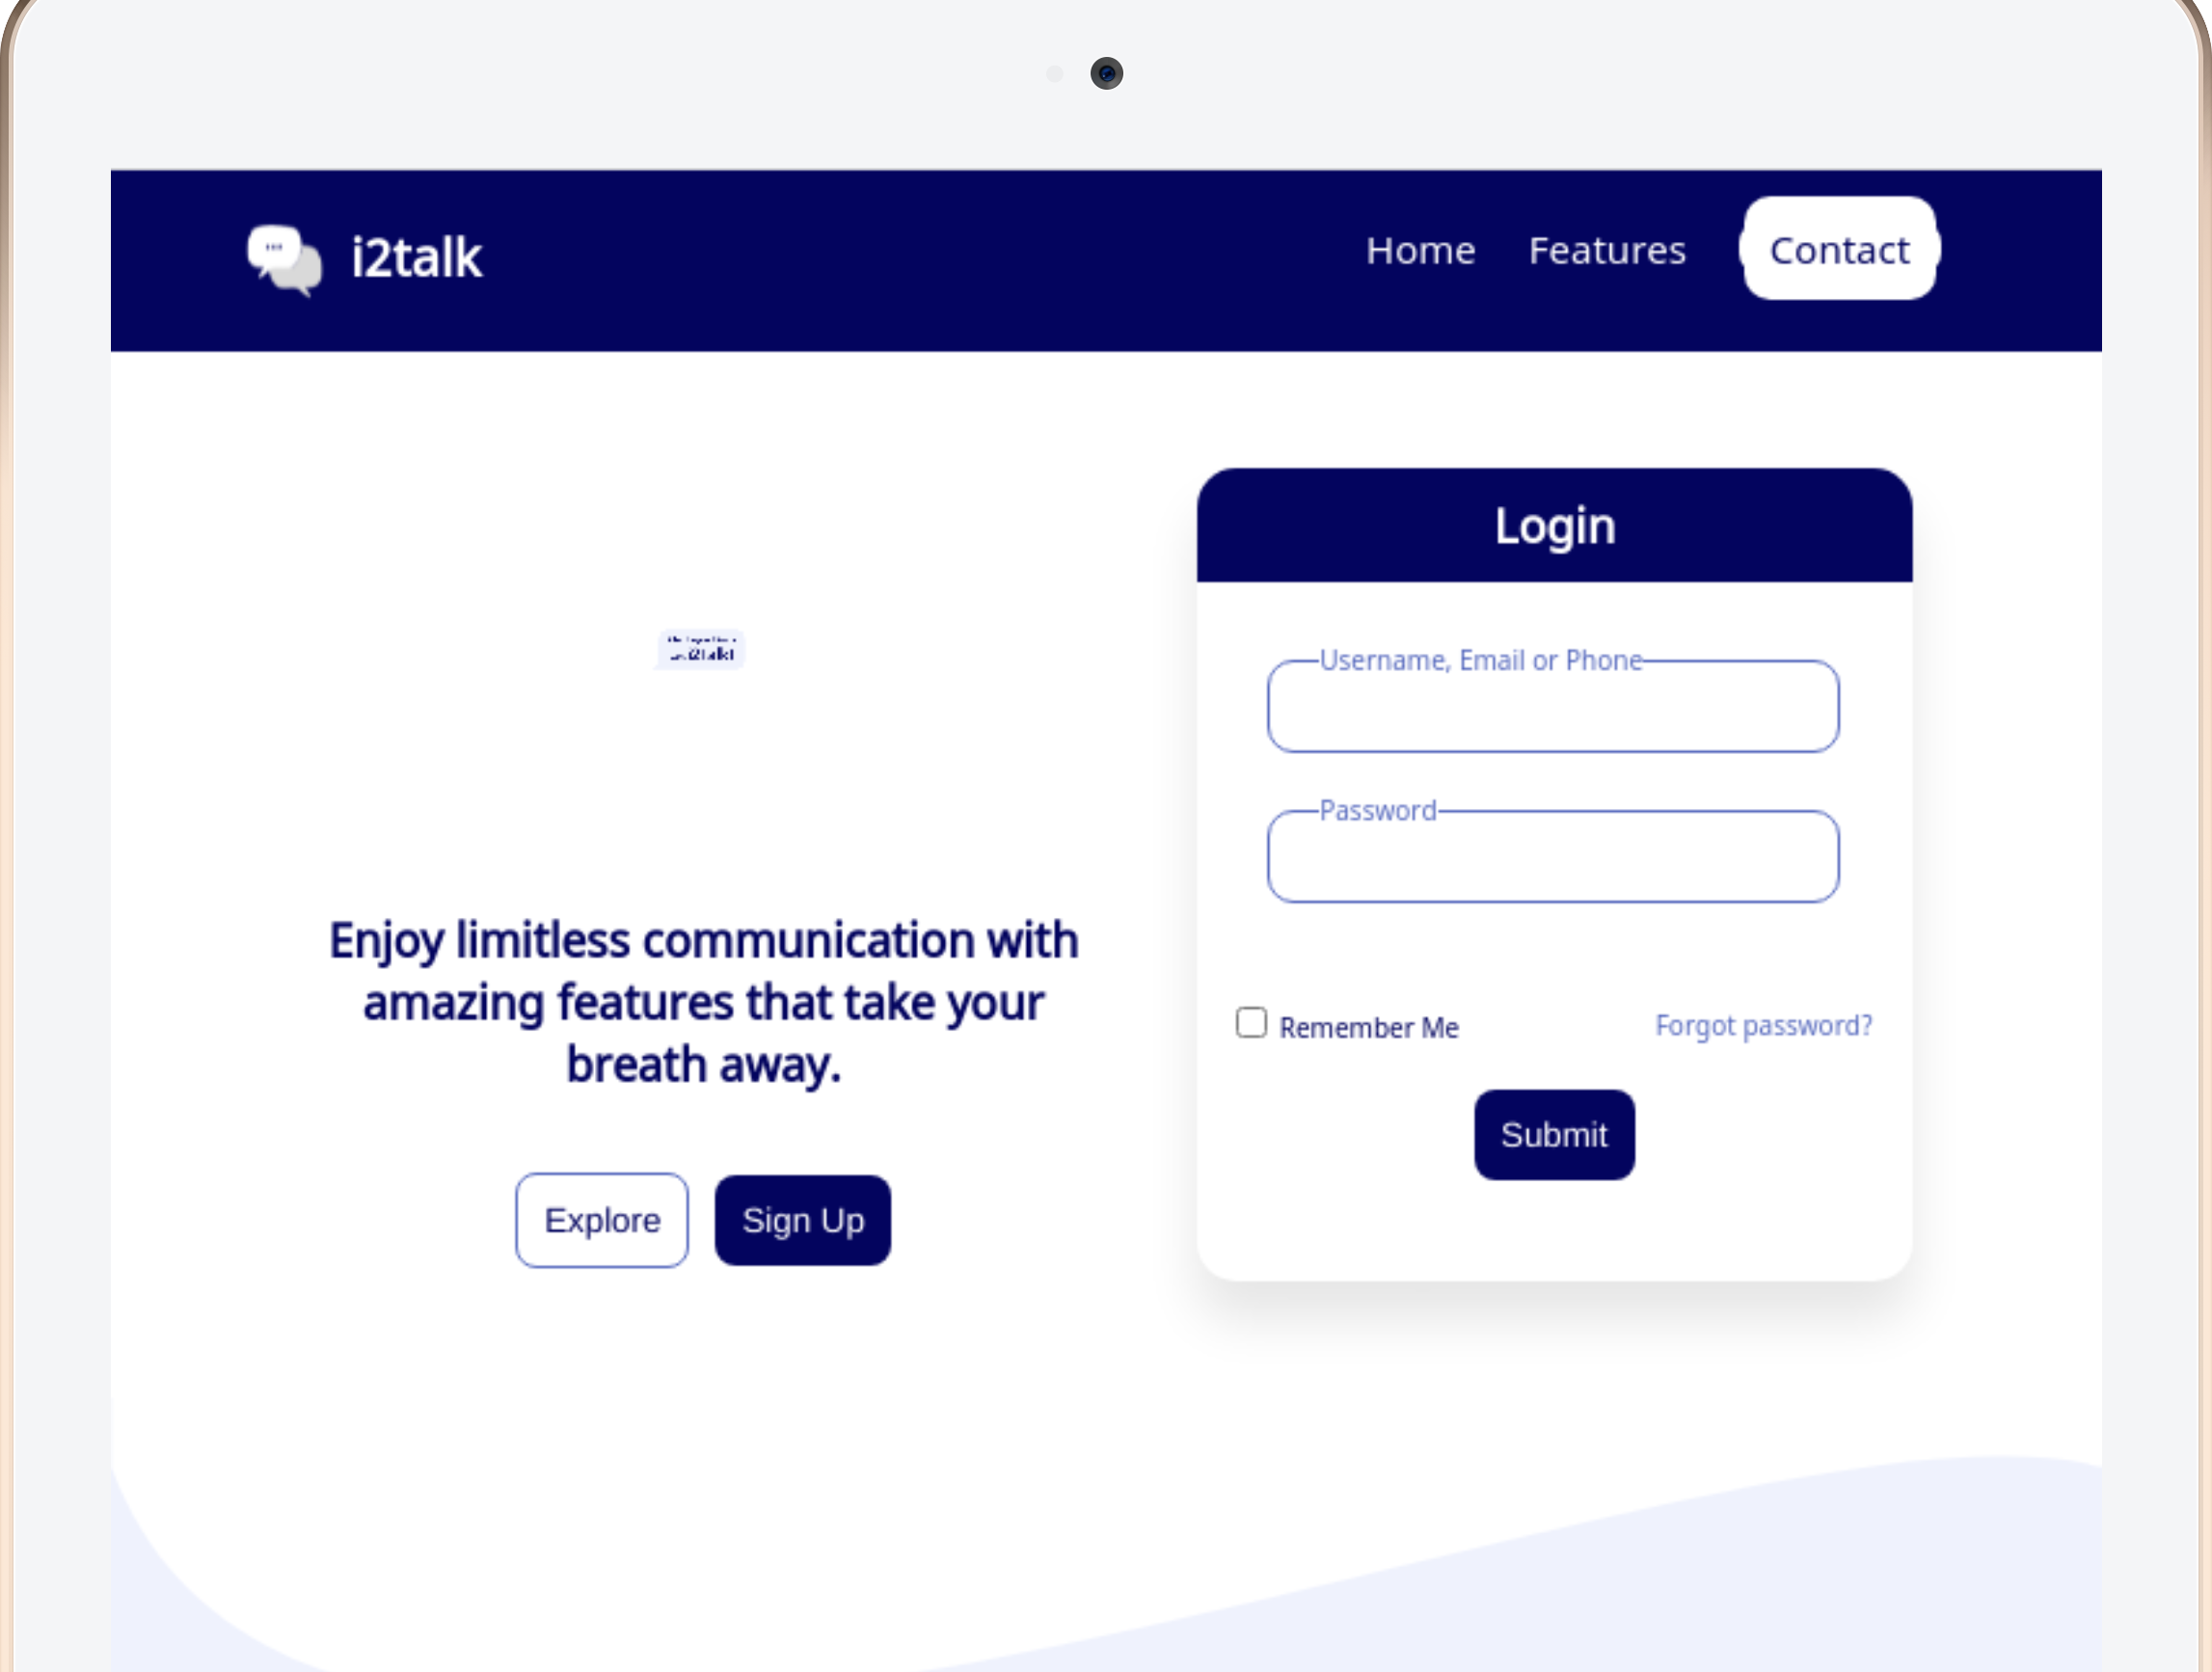 i2talk
Home Features Contact
Login
i2Talk!
Username, Email or Phone
Password
Enjoy limitless communication with
amazing features that take your
breath away.
Remember Me
Forgot password?
Submit
Explore
Sign Up